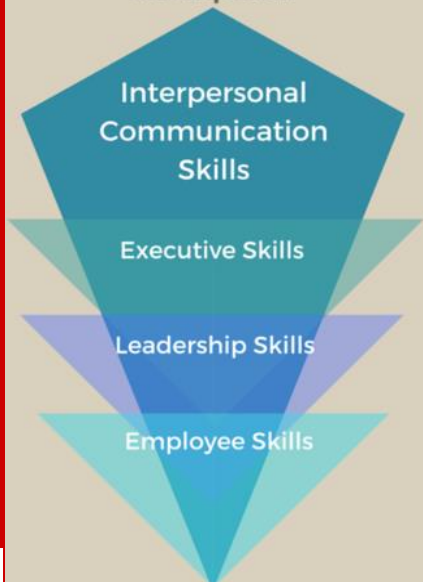 Interpersonal
Communication
Skills
Executive Skills
Leadership Skills
Employee Skills